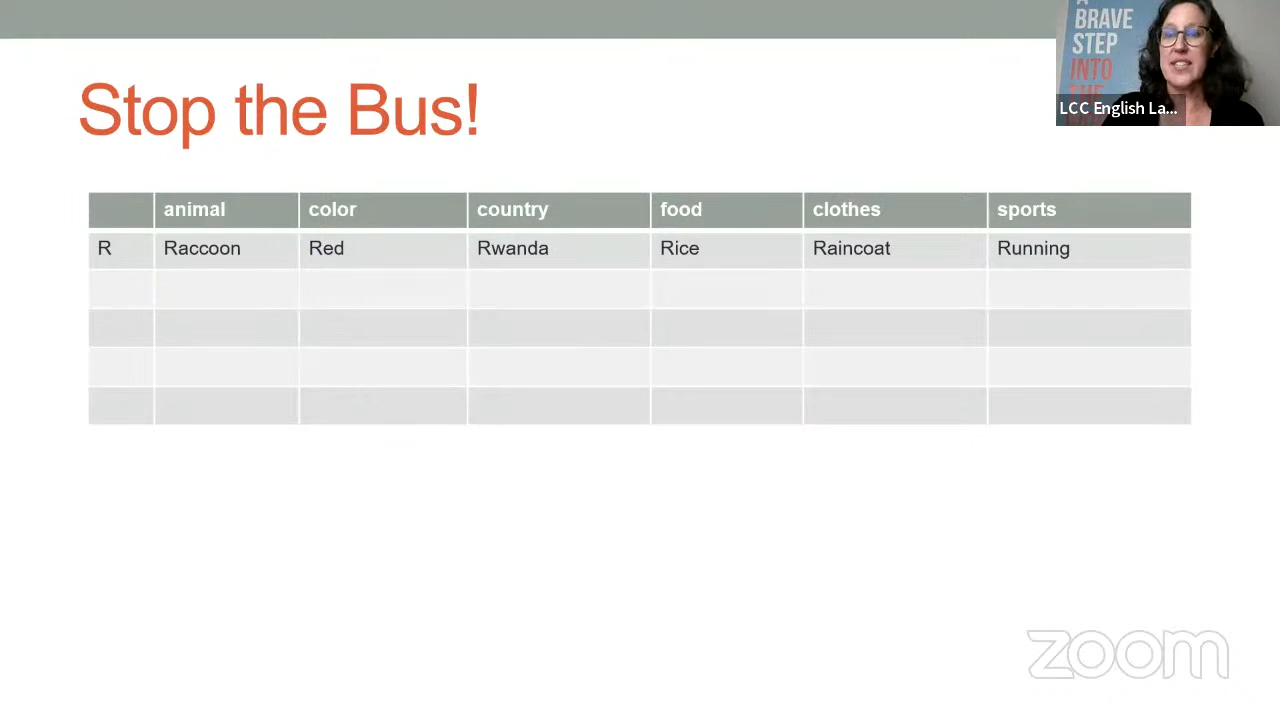 BRAVE
STEP
INTO
LCC English La...
Stop the Bus!
animal color country food clothes sports
R Raccoon Red Rwanda Rice Raincoat Running
zoom